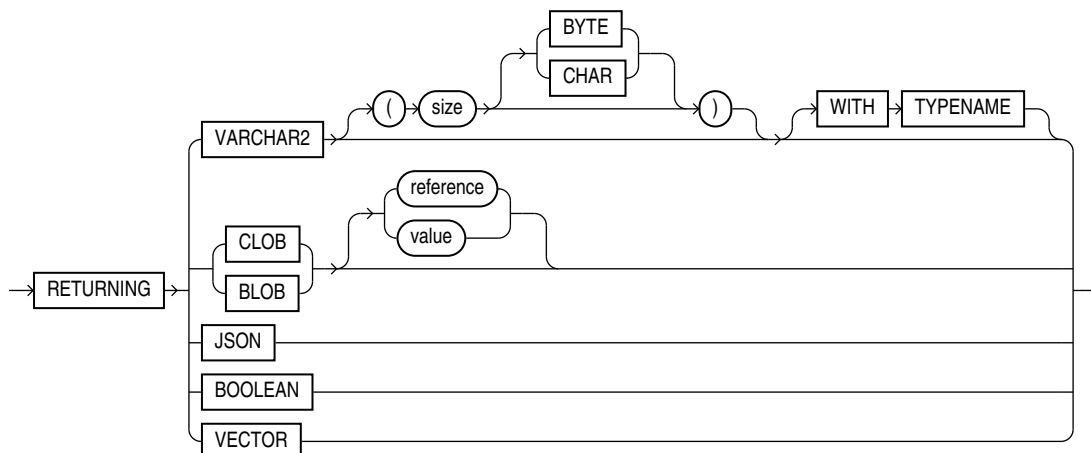 BYTE
CHAR
( size ) WITH TYPENAME
VARCHAR2
reference
value
CLOB
BLOB
RETURNING
JSON
BOOLEAN
VECTOR